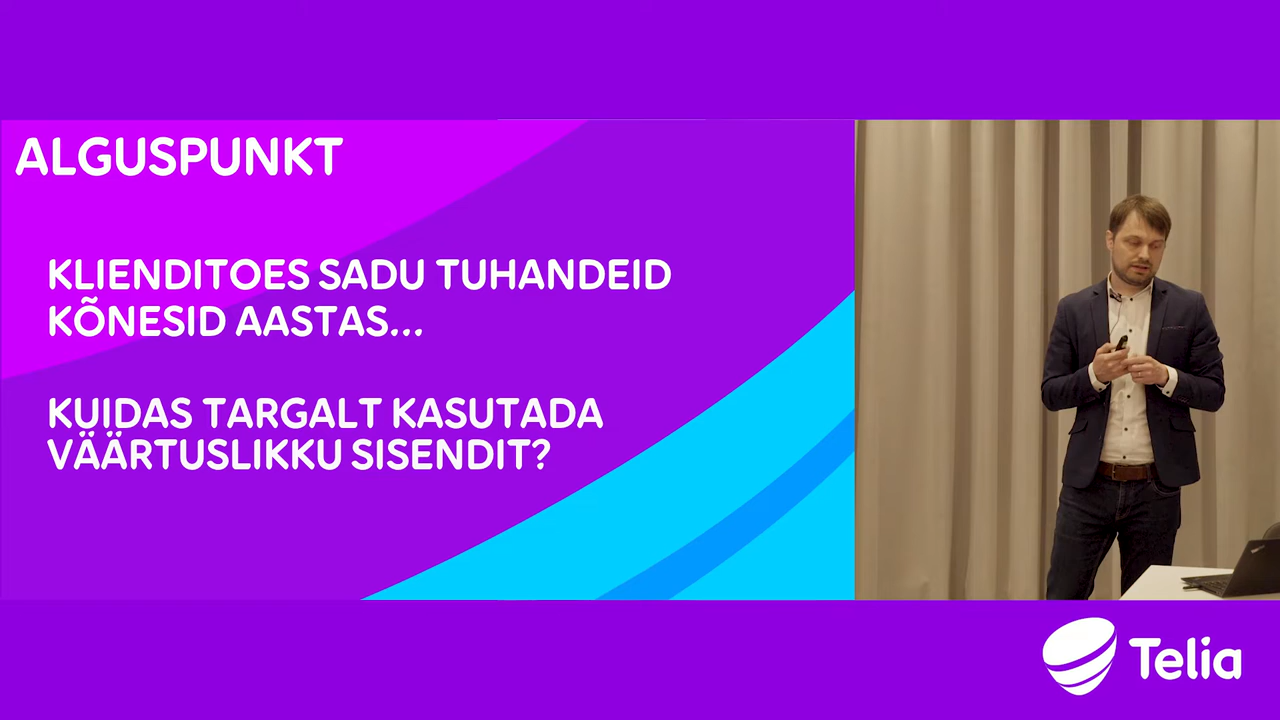 ALGUSPUNKT
KLIENDITOES SADU TUHANDEID
KÕNESID AASTAS...
KUIDAS TARGALT KASUTADA
VÄÄRTUSLIKKU SISENDIT?
Telia